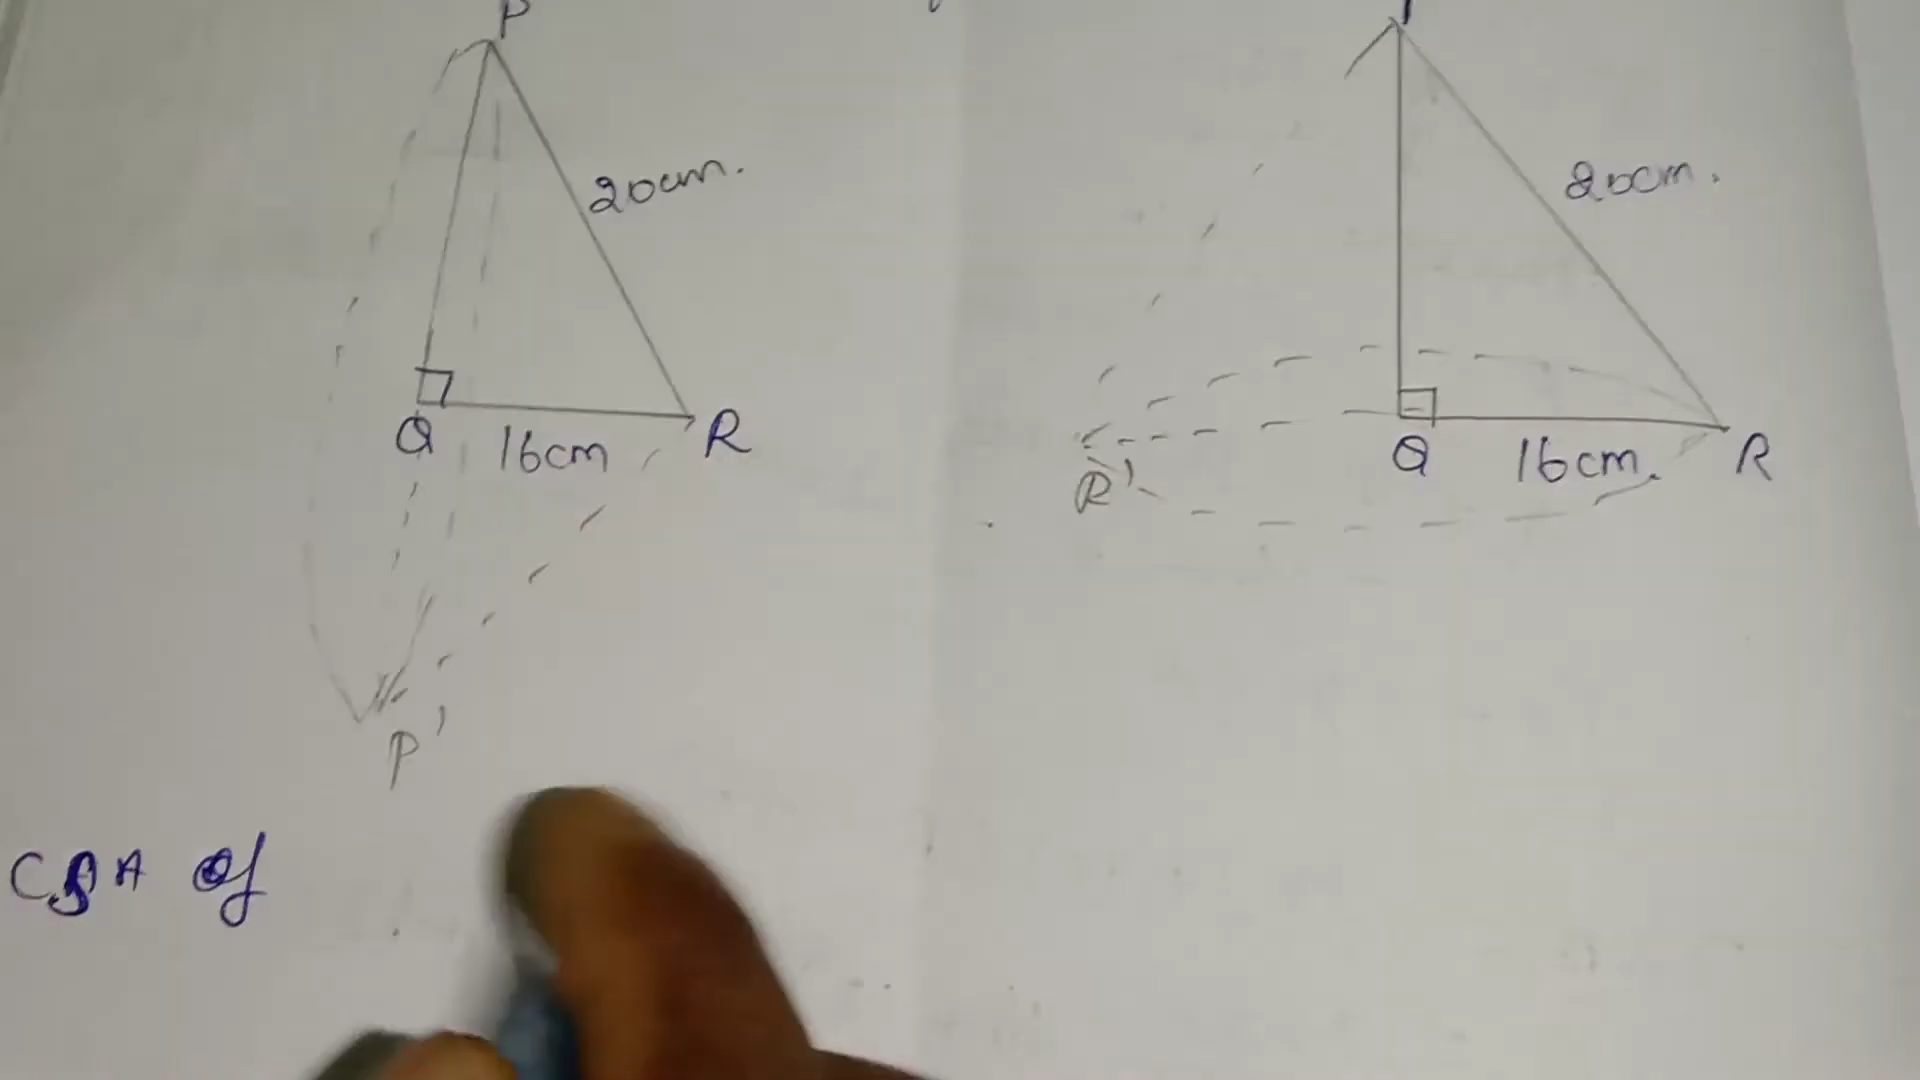 P
20cm.
20cm.
Q 16cm R
R'
Q 16cm. R
P'
CSA Of